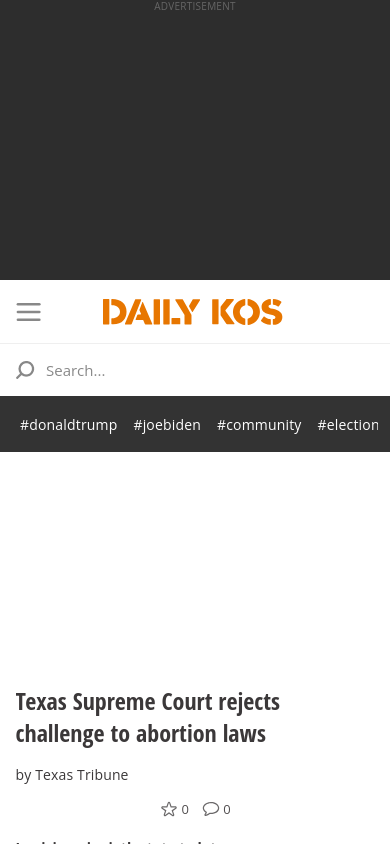 ADVERTISEMENT
DAILY KOS
Search...
#donaldtrump #joebiden #community #election
Texas Supreme Court rejects
challenge to abortion laws
by Texas Tribune
0 0